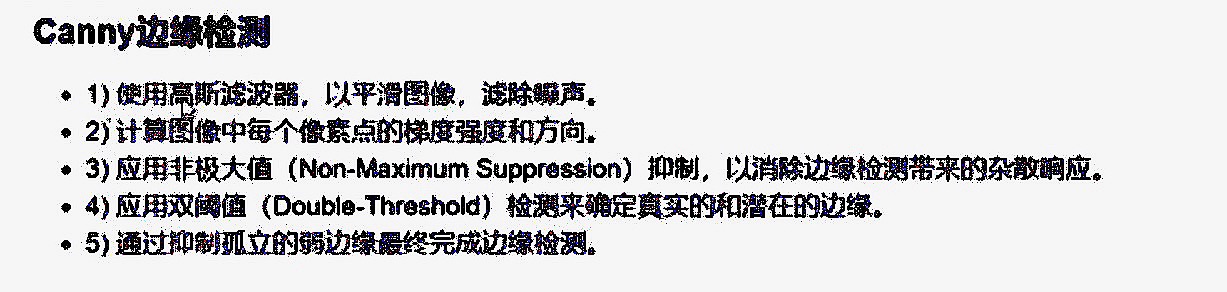 Canny边缘检测
1) 使用高斯滤波器，以平滑图像，滤除噪声。
2) 计算图像中每个像素点的梯度强度和方向。
3) 应用非极大值（Non-Maximum Suppression）抑制，以消除边缘检测带来的杂散响应。
4) 应用双阈值（Double-Threshold）检测来确定真实的和潜在的边缘。
5) 通过抑制孤立的弱边缘最终完成边缘检测。